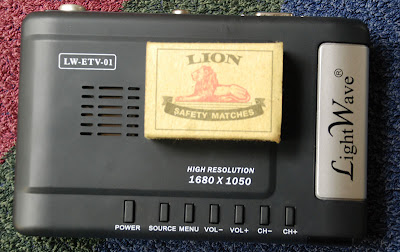 LW-ETV-01
LION
SAFETY MATCHES
LightWave®
HIGH RESOLUTION
1680 X 1050
POWER SOURCE MENU VOL- VOL+ CH- CH+